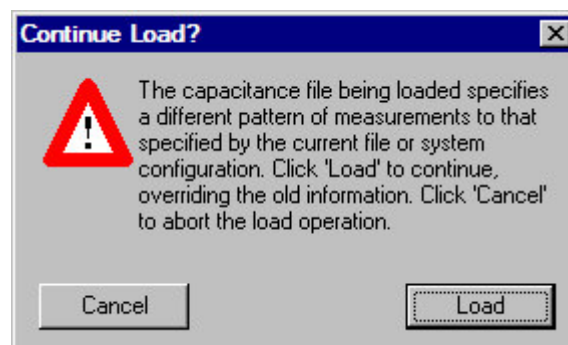 Continue Load?
The capacitance file being loaded specifies
a different pattern of measurements to that
specified by the current file or system
configuration. Click 'Load' to continue,
overriding the old information. Click 'Cancel'
to abort the load operation.
Cancel
Load